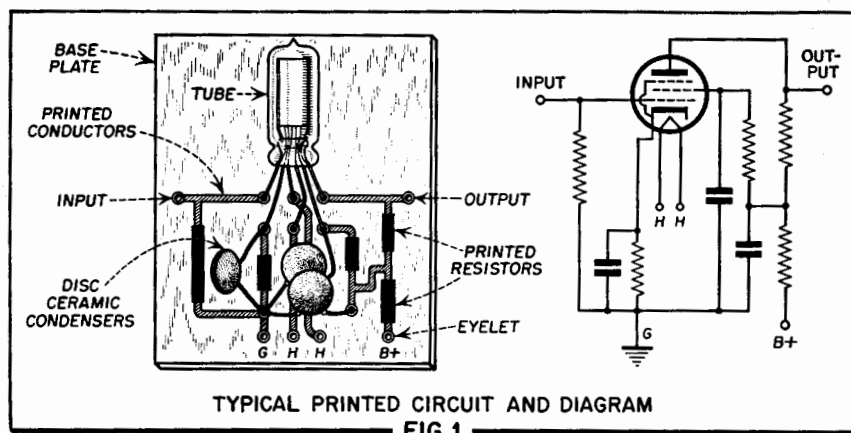 BASE
PLATE
TUBE
PRINTED
CONDUCTORS
INPUT
OUTPUT
DISC
CERAMIC
CONDENSERS
PRINTED
RESISTORS
EYELET
G H H B+
INPUT
OUT-
PUT
H H
G
B+
TYPICAL PRINTED CIRCUIT AND DIAGRAM
FIG.1